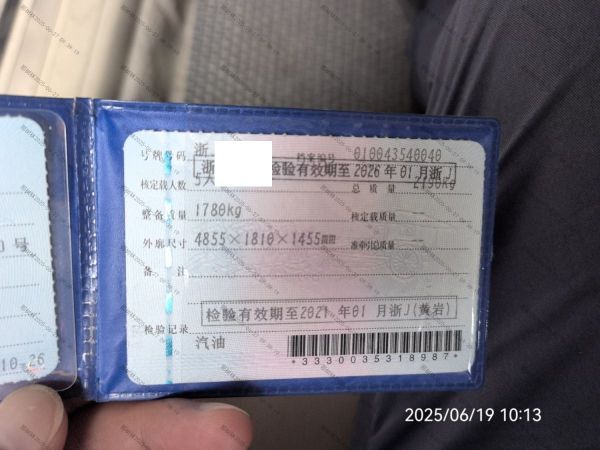 号牌号码 浙 档案编号 010043540040
浙 检验有效期至2026年01月浙J
核定载人数 5人 总质量 2190kg
整备质量 1780kg 核定载质量
外廓尺寸 4855×1810×1455mm 准牵引总质量
备注
检验有效期至2021年01月浙J(黄岩)
检验记录
汽油
*3330035318987*
0号
10-26
2025/06/19 10:13